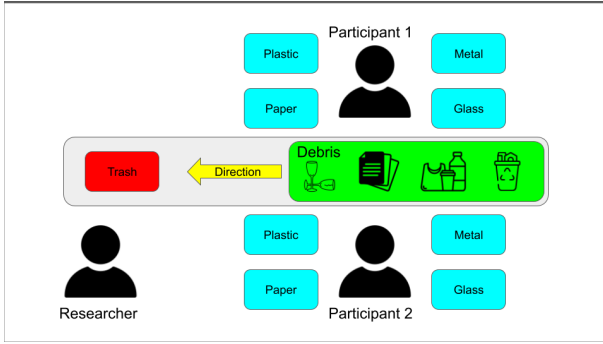 Participant 1
Plastic
Metal
Paper
Glass
Debris
Trash
Direction
Plastic
Metal
Paper
Glass
Researcher
Participant 2